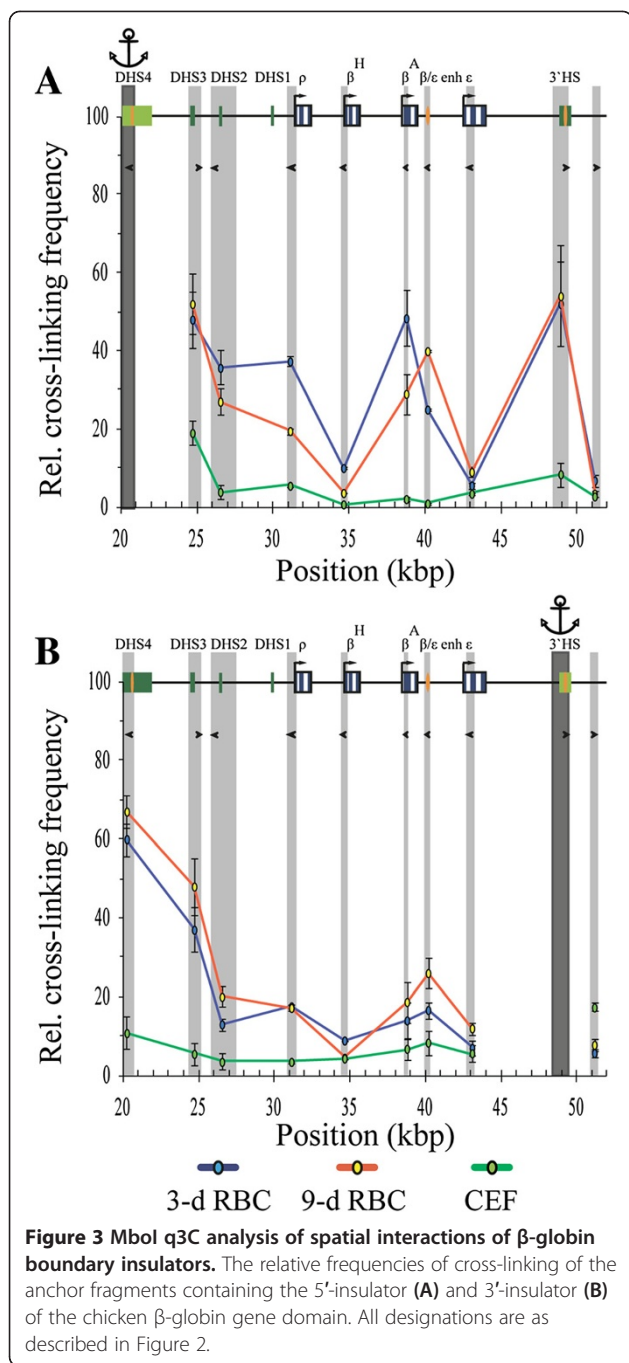 A
DHS4 DHS3 DHS2 DHS1 ρ β H β A β/ε enh ε 3`HS
Rel. cross-linking frequency
100
80
60
40
20
0
20 25 30 35 40 45 50
Position (kbp)
B
DHS4 DHS3 DHS2 DHS1 ρ β H β A β/ε enh ε 3`HS
Rel. cross-linking frequency
100
80
60
40
20
0
20 25 30 35 40 45 50
Position (kbp)
3-d RBC 9-d RBC CEF
Figure 3 MboI q3C analysis of spatial interactions of β-globin
boundary insulators. The relative frequencies of cross-linking of the
anchor fragments containing the 5′-insulator (A) and 3′-insulator (B)
of the chicken β-globin gene domain. All designations are as
described in Figure 2.